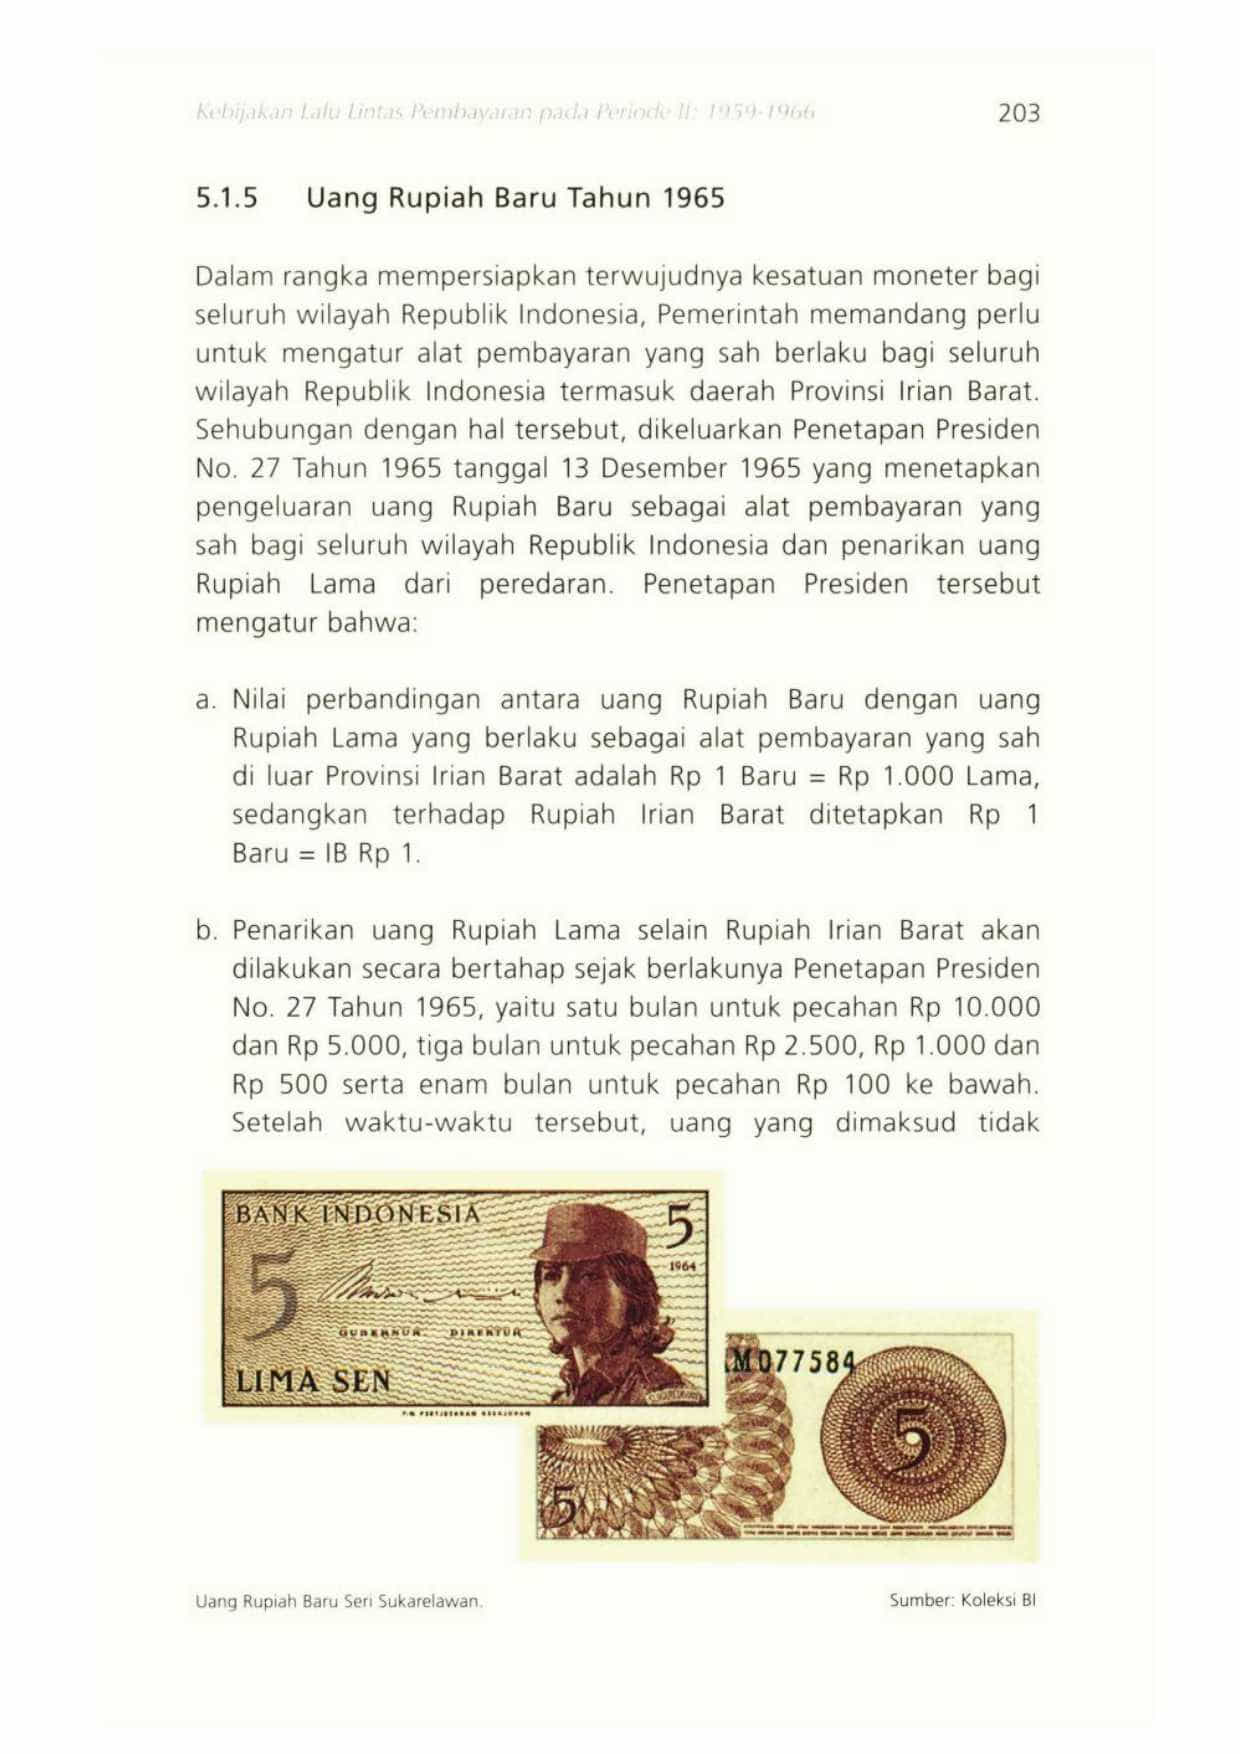 Kebijakan Lalu Lintas Pembayaran pada Periode II: 1959-1966
203
5.1.5 Uang Rupiah Baru Tahun 1965
Dalam rangka mempersiapkan terwujudnya kesatuan moneter bagi
seluruh wilayah Republik Indonesia, Pemerintah memandang perlu
untuk mengatur alat pembayaran yang sah berlaku bagi seluruh
wilayah Republik Indonesia termasuk daerah Provinsi Irian Barat.
Sehubungan dengan hal tersebut, dikeluarkan Penetapan Presiden
No. 27 Tahun 1965 tanggal 13 Desember 1965 yang menetapkan
pengeluaran uang Rupiah Baru sebagai alat pembayaran yang
sah bagi seluruh wilayah Republik Indonesia dan penarikan uang
Rupiah Lama dari peredaran. Penetapan Presiden tersebut
mengatur bahwa:
a. Nilai perbandingan antara uang Rupiah Baru dengan uang
Rupiah Lama yang berlaku sebagai alat pembayaran yang sah
di luar Provinsi Irian Barat adalah Rp 1 Baru = Rp 1.000 Lama,
sedangkan terhadap Rupiah Irian Barat ditetapkan Rp 1
Baru = IB Rp 1.
b. Penarikan uang Rupiah Lama selain Rupiah Irian Barat akan
dilakukan secara bertahap sejak berlakunya Penetapan Presiden
No. 27 Tahun 1965, yaitu satu bulan untuk pecahan Rp 10.000
dan Rp 5.000, tiga bulan untuk pecahan Rp 2.500, Rp 1.000 dan
Rp 500 serta enam bulan untuk pecahan Rp 100 ke bawah.
Setelah waktu-waktu tersebut, uang yang dimaksud tidak
BANK INDONESIA
5
1964
5
GUBERNUR DIREKTUR
LIMA SEN
M077584
5
5
Uang Rupiah Baru Seri Sukarelawan.
Sumber: Koleksi BI